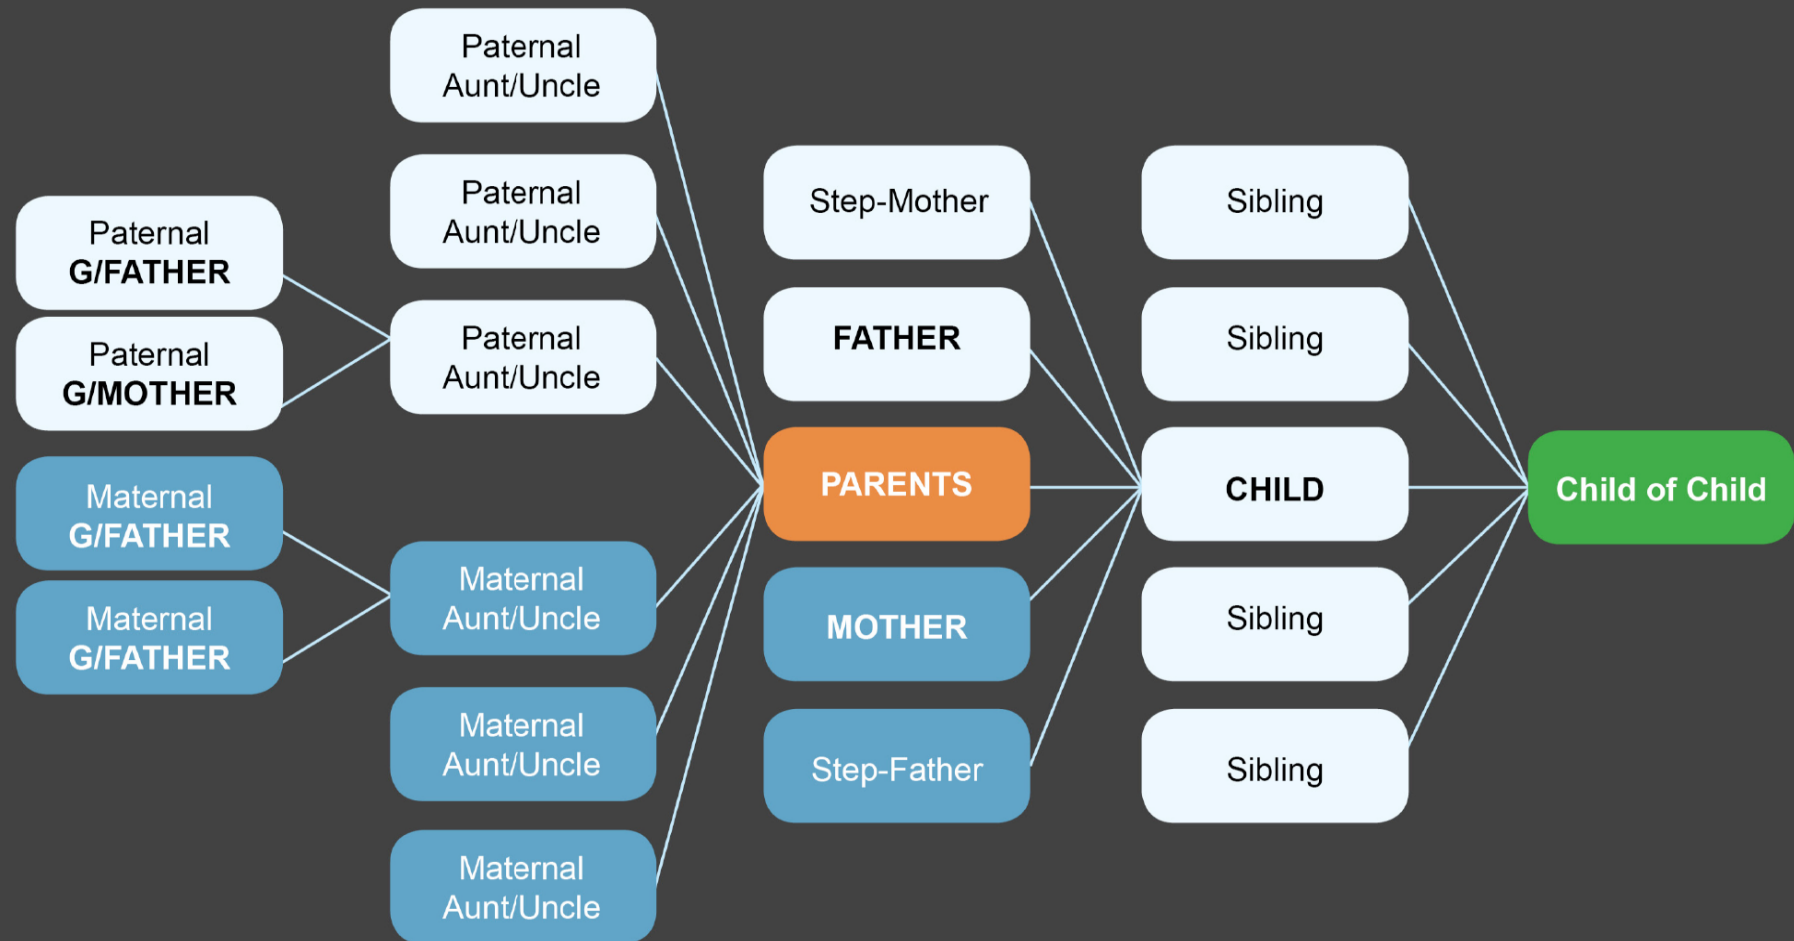 Paternal
G/FATHER
Paternal
G/MOTHER
Maternal
G/FATHER
Maternal
G/FATHER
Paternal
Aunt/Uncle
Paternal
Aunt/Uncle
Paternal
Aunt/Uncle
Maternal
Aunt/Uncle
Maternal
Aunt/Uncle
Maternal
Aunt/Uncle
Step-Mother
FATHER
PARENTS
MOTHER
Step-Father
Sibling
Sibling
CHILD
Sibling
Sibling
Child of Child